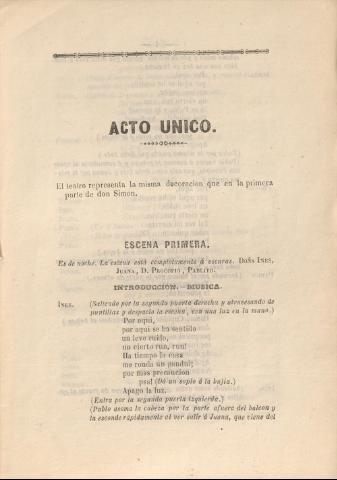 ACTO UNICO.
El teatro representa la misma decoracion que en la primera
parte de don Simon.
ESCENA PRIMERA.
Es de noche. La escena está completamente á oscuras. DOÑA INES,
JUANA, D. PROCOPIO, PABLITO.
INTRODUCCION.—MUSICA.
INES. (Saliendo por la segunda puerta derecha y atravesando de
puntillas y despacio la escena, con una luz en la mano.)
Por aquí,
por aquí se ha sentido
un leve ruido,
un cierto run, run!
Ha tiempo la casa
me ronda un gandul;
por mas precaucion
psst (Dá un soplo á la bujía.)
Apago la luz.
(Entra por la segunda puerta izquierda.)
(Pablo asoma la cabeza por la parte afuera del balcon y
la esconde rápidamente al ver salir á Juana, que viene del